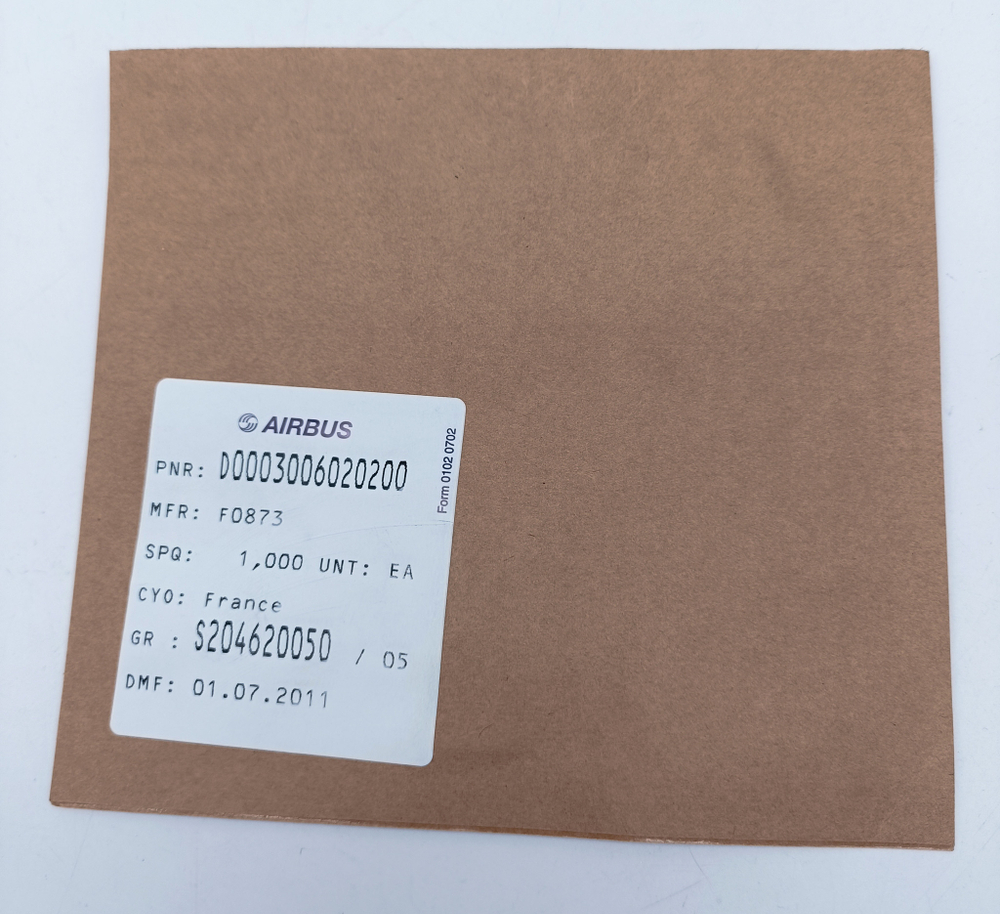 AIRBUS
PNR: D0003006020200
MFR: F0873
SPQ: 1,000 UNT: EA
CYO: France
GR : S204620050 / 05
DMF: 01.07.2011
Form 0102 0702